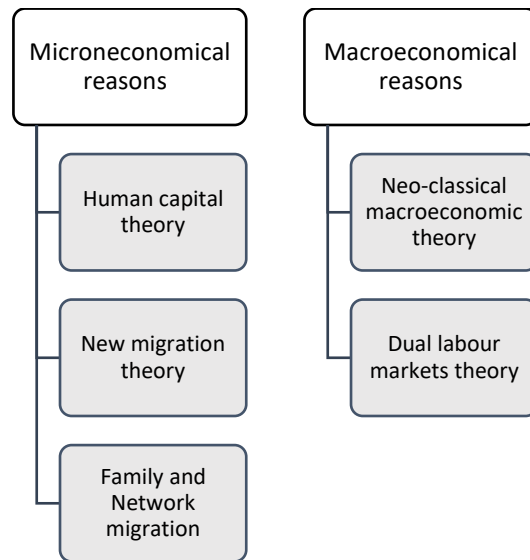 Microneconomical
reasons
Human capital
theory
New migration
theory
Family and
Network
migration
Macroeconomical
reasons
Neo-classical
macroeconomic
theory
Dual labour
markets theory